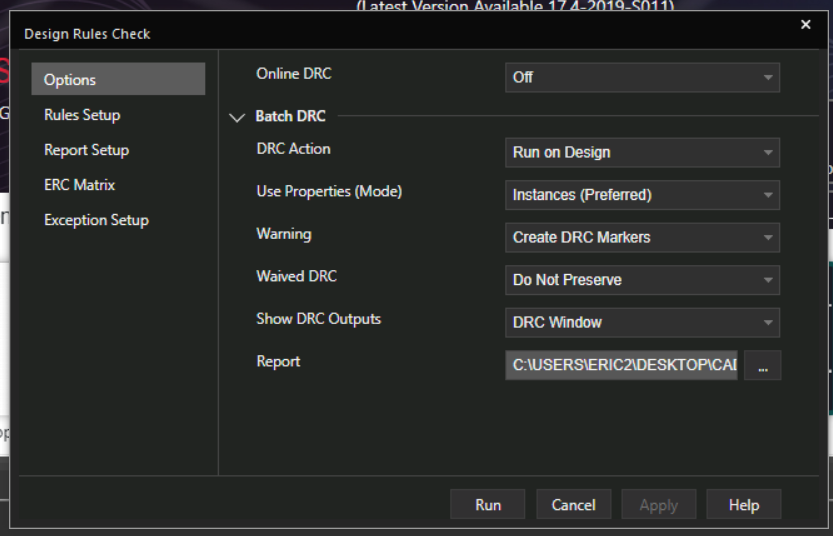 (Latest Version Available 17.4-2019-S011)
Design Rules Check
Options
Rules Setup
Report Setup
ERC Matrix
Exception Setup
Online DRC Off
Batch DRC
DRC Action Run on Design
Use Properties (Mode) Instances (Preferred)
Warning Create DRC Markers
Waived DRC Do Not Preserve
Show DRC Outputs DRC Window
Report C:\USERS\ERIC2\DESKTOP\CAD ...
Run Cancel Apply Help